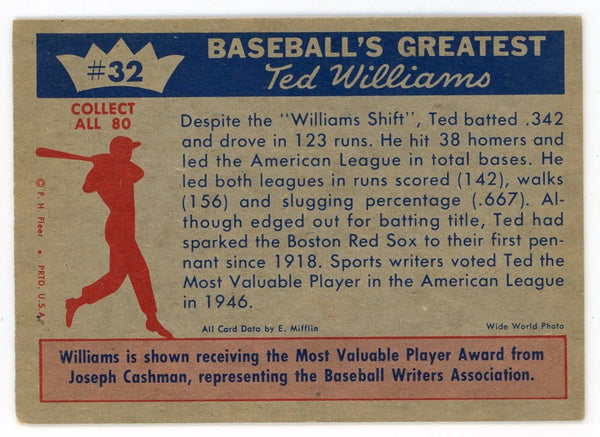 #32
BASEBALL'S GREATEST
Ted Williams
COLLECT
ALL 80
Despite the "Williams Shift", Ted batted .342
and drove in 123 runs. He hit 38 homers and
led the American League in total bases. He
led both leagues in runs scored (142), walks
(156) and slugging percentage (.667). Al-
though edged out for batting title, Ted had
sparked the Boston Red Sox to their first pen-
nant since 1918. Sports writers voted Ted the
Most Valuable Player in the American League
in 1946.
© F. H. Fleer • PRTD. U.S.A.
All Card Data by E. Mifflin
Wide World Photo
Williams is shown receiving the Most Valuable Player Award from
Joseph Cashman, representing the Baseball Writers Association.